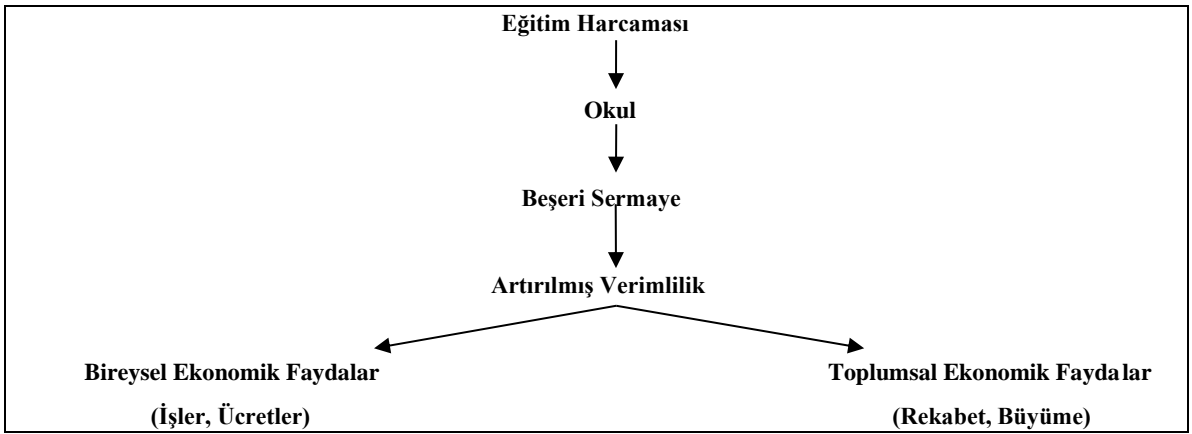 Eğitim Harcaması
Okul
Beşeri Sermaye
Artırılmış Verimlilik
Bireysel Ekonomik Faydalar
Toplumsal Ekonomik Faydalar
(İşler, Ücretler)
(Rekabet, Büyüme)